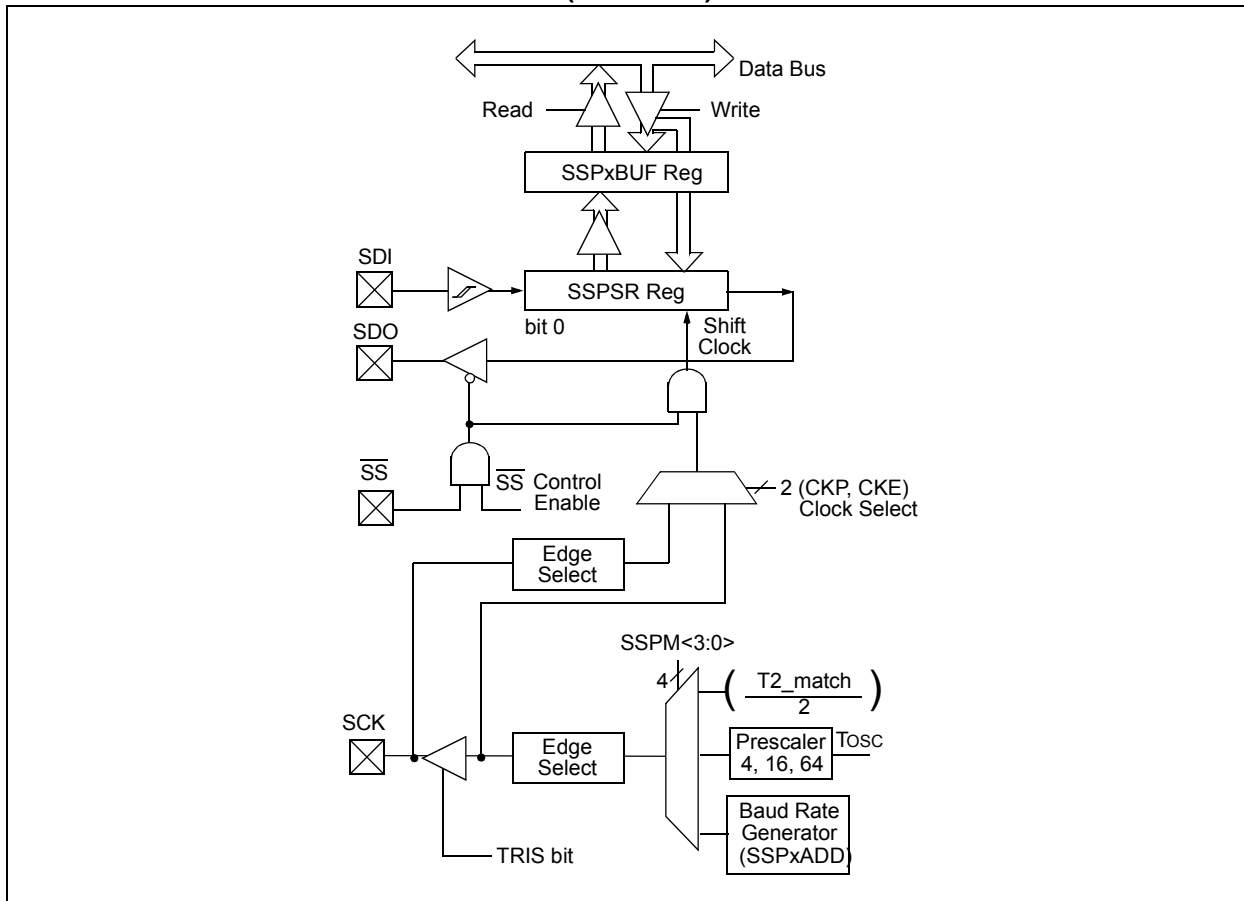 Data Bus
Read
Write
SSPxBUF Reg
SDI
SSPSR Reg
bit 0
Shift
Clock
SDO
SS
SS Control
Enable
2 (CKP, CKE)
Clock Select
Edge
Select
SSPM<3:0>
4
( T2_match )
2
SCK
Edge
Select
Prescaler
4, 16, 64
TOSC
Baud Rate
Generator
(SSPxADD)
TRIS bit